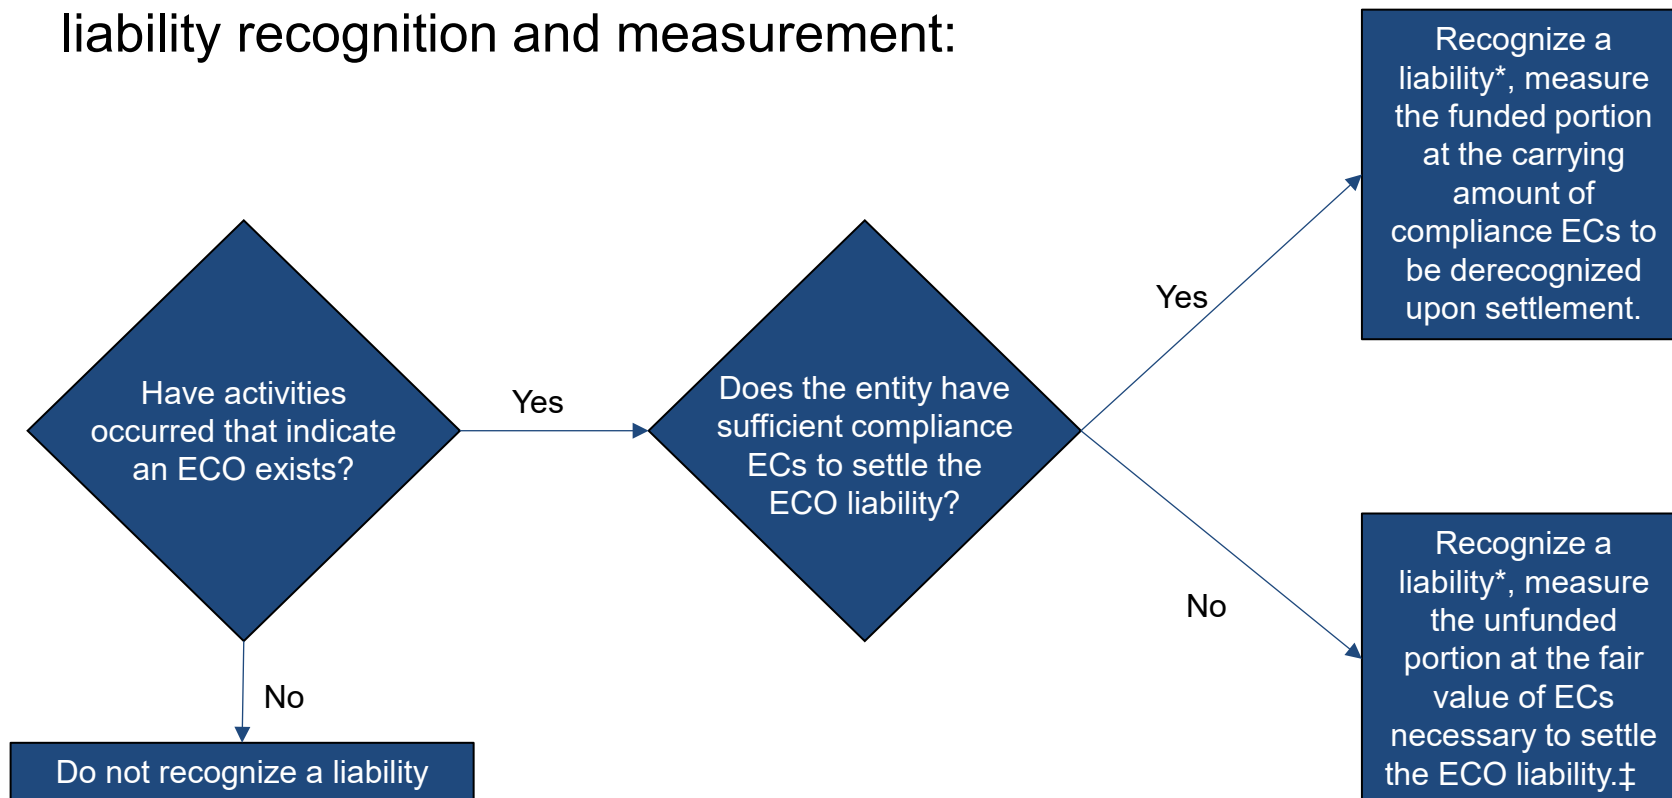 liability recognition and measurement:
Have activities
occurred that indicate
an ECO exists?
Yes
No
Do not recognize a liability
Does the entity have
sufficient compliance
ECs to settle the
ECO liability?
Yes
Recognize a
liability*, measure
the funded portion
at the carrying
amount of
compliance ECs to
be derecognized
upon settlement.
No
Recognize a
liability*, measure
the unfunded
portion at the fair
value of ECs
necessary to settle
the ECO liability.‡